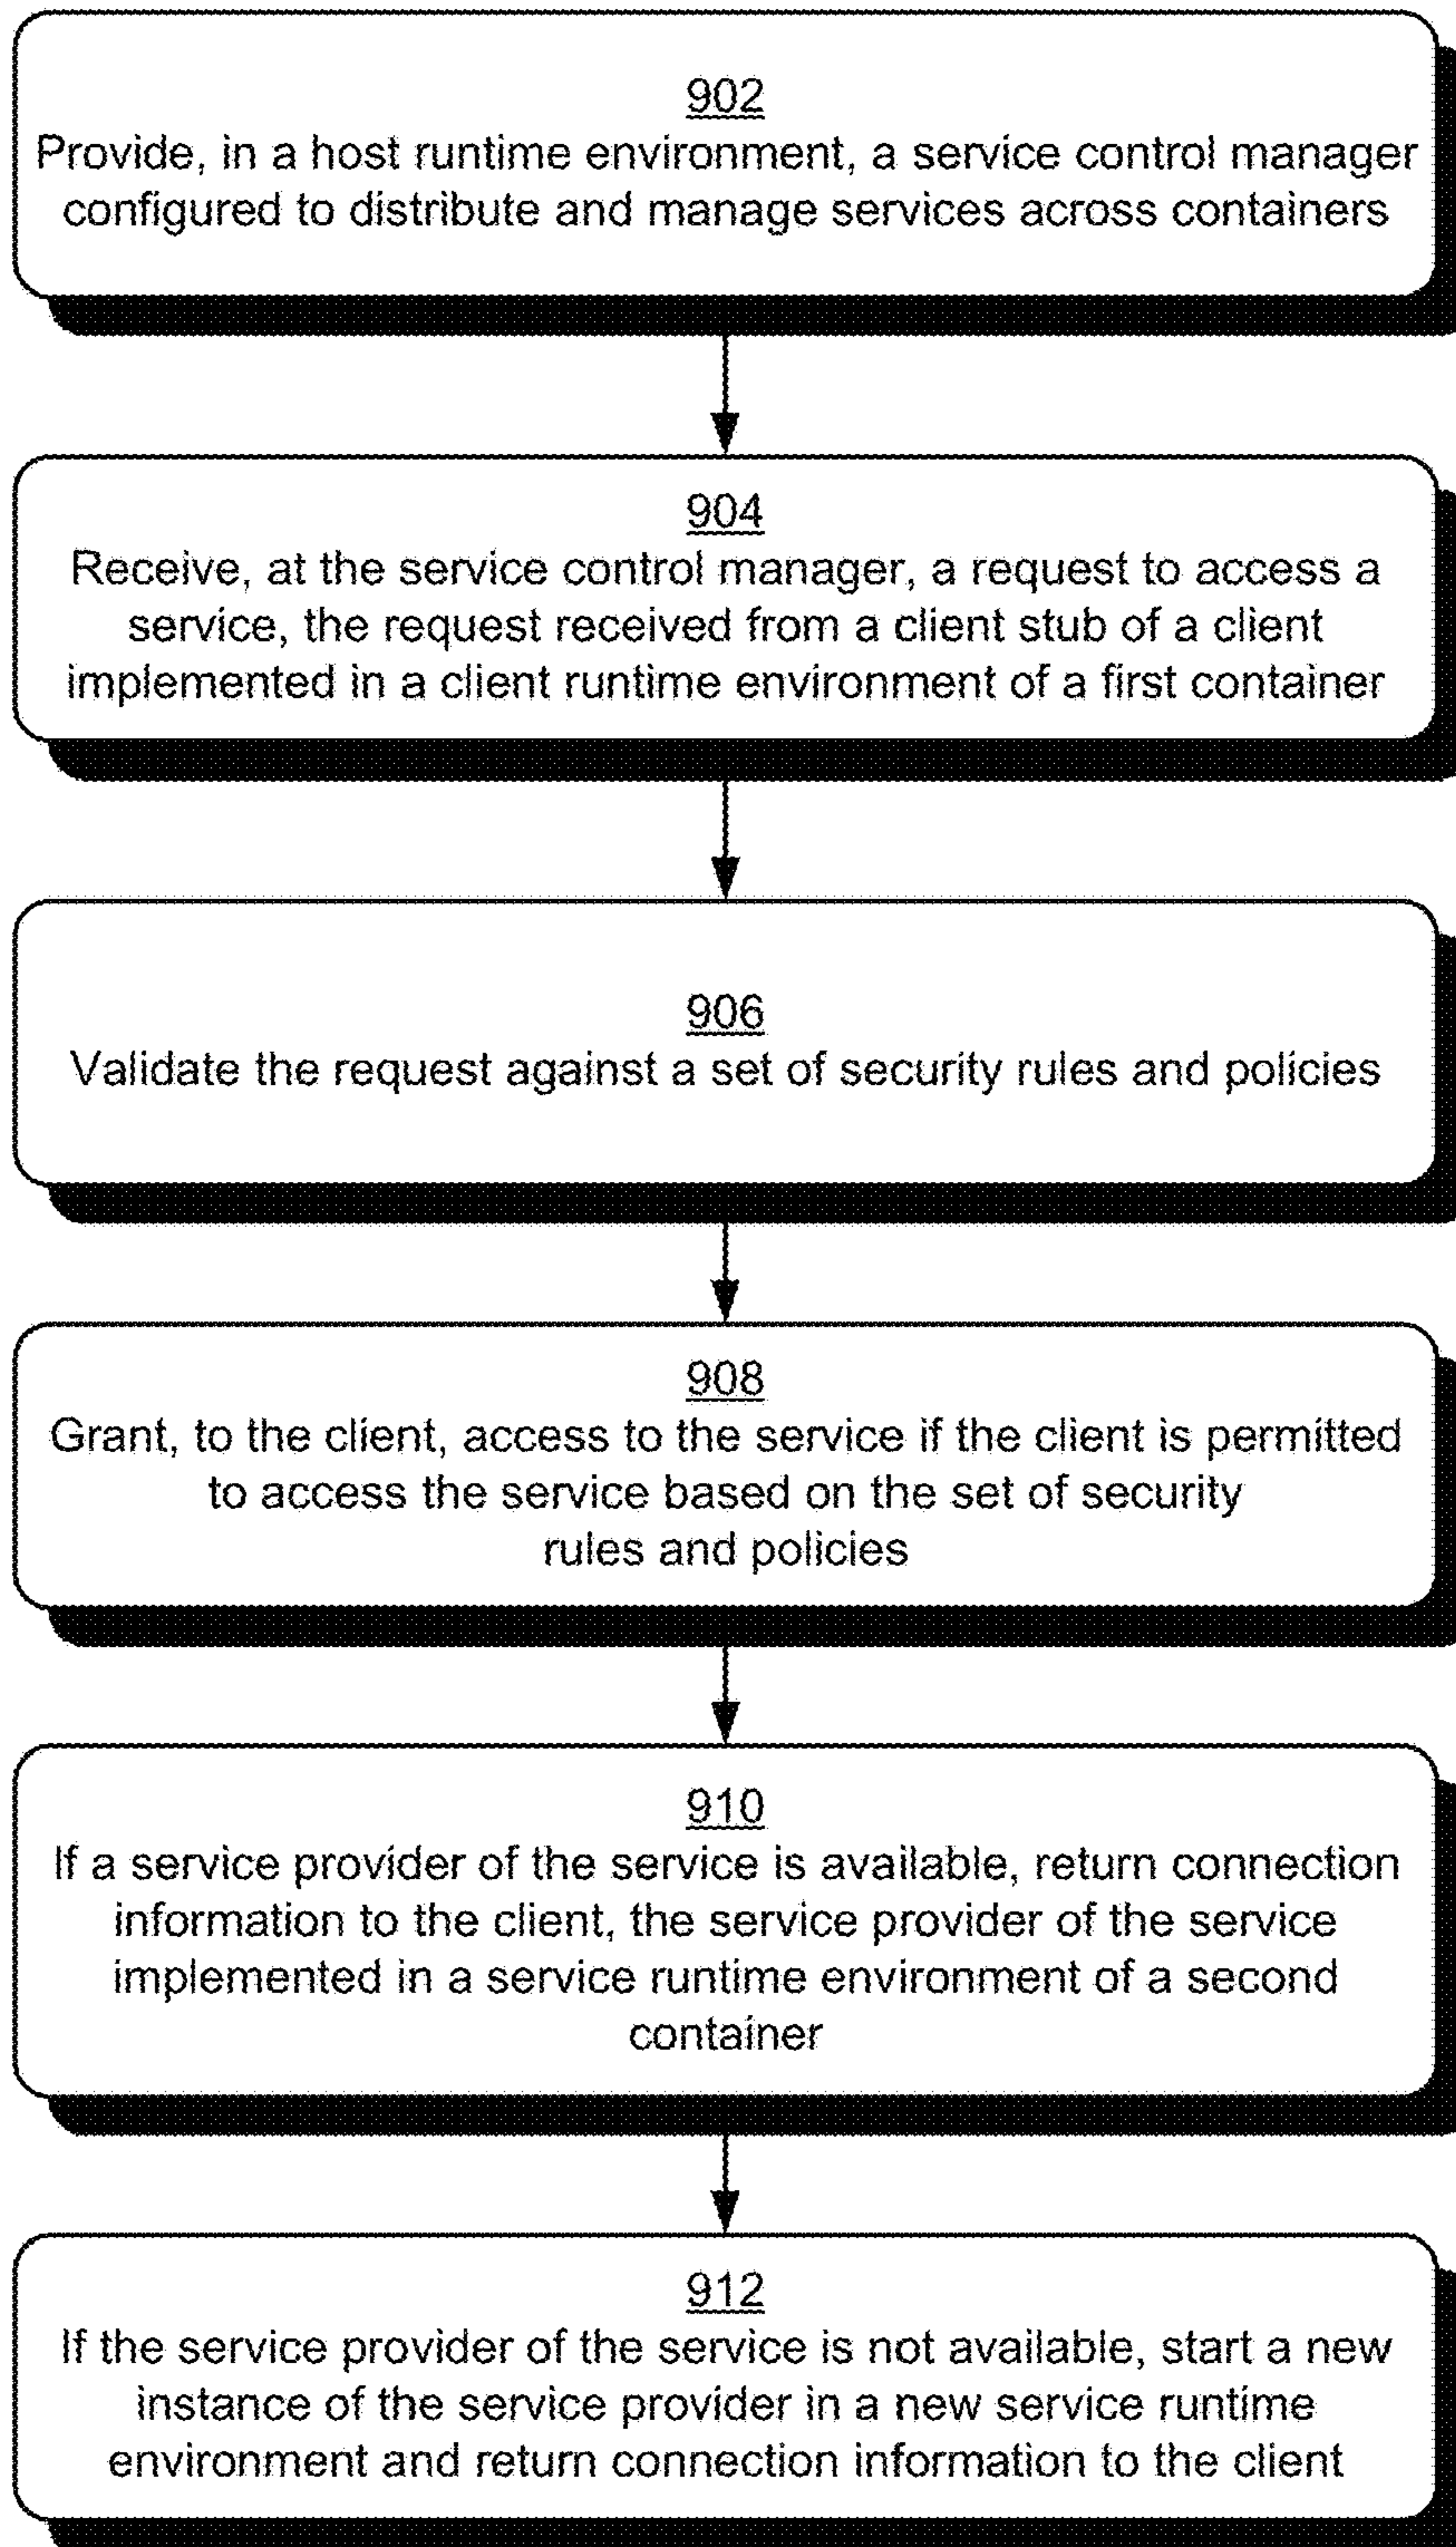 902
Provide, in a host runtime environment, a service control manager
configured to distribute and manage services across containers
904
Receive, at the service control manager, a request to access a
service, the request received from a client stub of a client
implemented in a client runtime environment of a first container
906
Validate the request against a set of security rules and policies
908
Grant, to the client, access to the service if the client is permitted
to access the service based on the set of security
rules and policies
910
If a service provider of the service is available, return connection
information to the client, the service provider of the service
implemented in a service runtime environment of a second
container
912
If the service provider of the service is not available, start a new
instance of the service provider in a new service runtime
environment and return connection information to the client